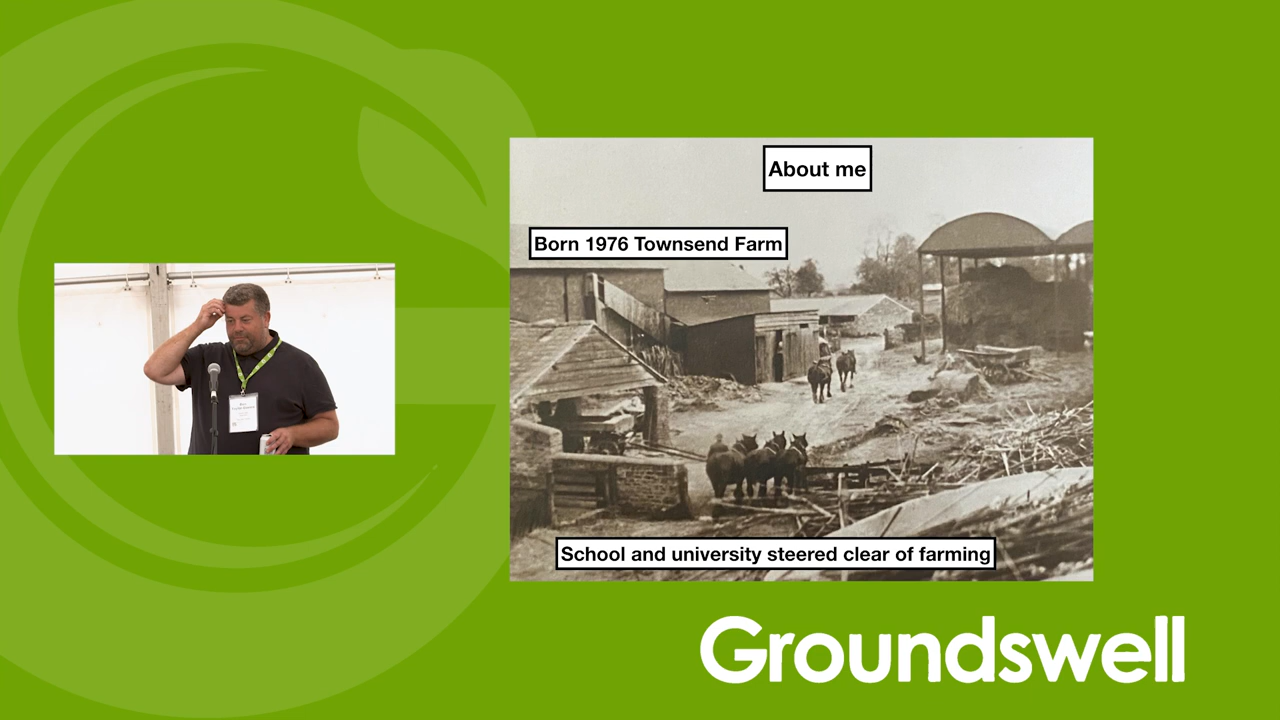 About me
Born 1976 Townsend Farm
School and university steered clear of farming
Groundswell